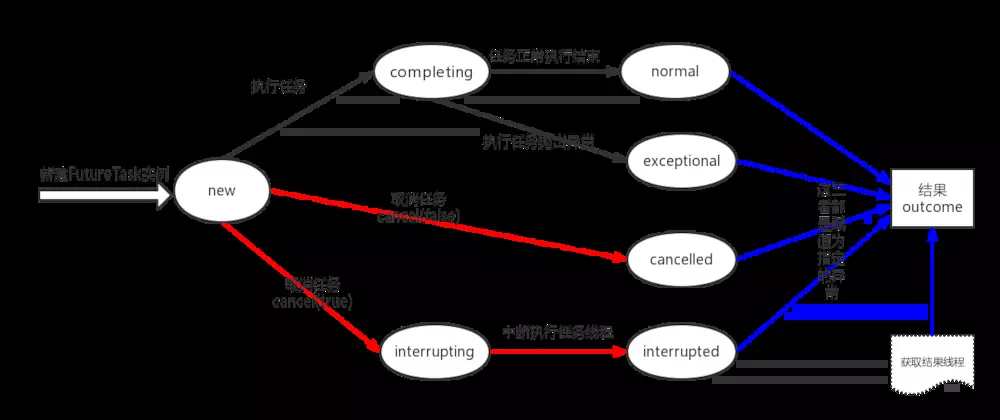 任务正常执行结束
completing
normal
执行任务
执行任务抛出异常
exceptional
新建FutureTask实例
new
取消任务
cancel(false)
结果
outcome
cancelled
取消任务
cancel(true)
interrupting
中断执行任务线程
interrupted
获取结果线程